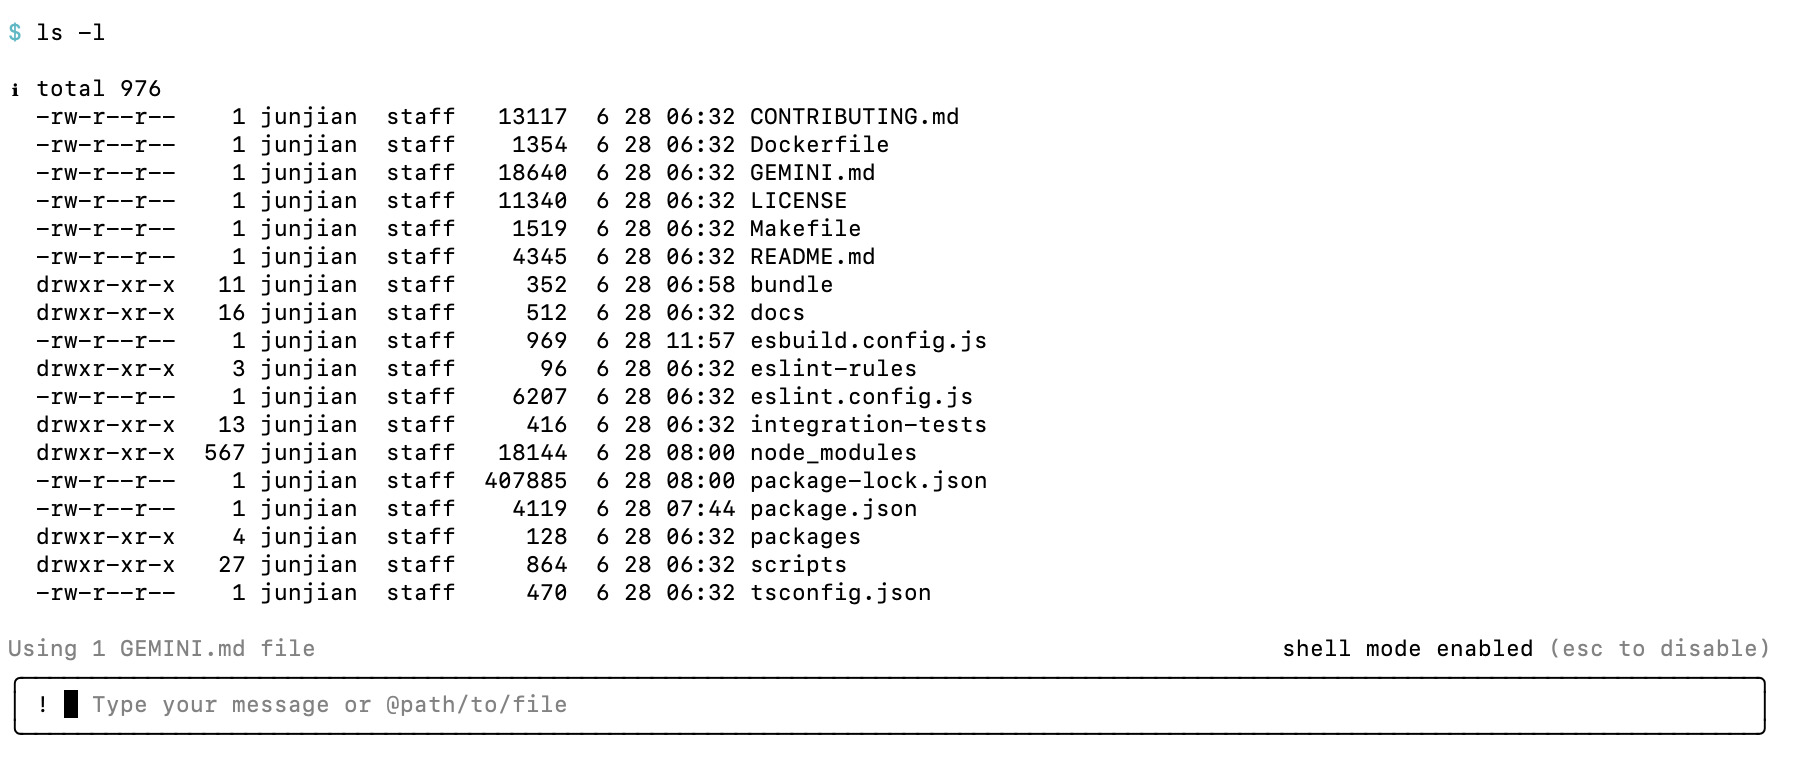 $ ls -l
ℹ total 976
-rw-r--r--    1 junjian  staff   13117  6 28 06:32 CONTRIBUTING.md
-rw-r--r--    1 junjian  staff    1354  6 28 06:32 Dockerfile
-rw-r--r--    1 junjian  staff   18640  6 28 06:32 GEMINI.md
-rw-r--r--    1 junjian  staff   11340  6 28 06:32 LICENSE
-rw-r--r--    1 junjian  staff    1519  6 28 06:32 Makefile
-rw-r--r--    1 junjian  staff    4345  6 28 06:32 README.md
drwxr-xr-x   11 junjian  staff     352  6 28 06:58 bundle
drwxr-xr-x   16 junjian  staff     512  6 28 06:32 docs
-rw-r--r--    1 junjian  staff     969  6 28 11:57 esbuild.config.js
drwxr-xr-x    3 junjian  staff      96  6 28 06:32 eslint-rules
-rw-r--r--    1 junjian  staff    6207  6 28 06:32 eslint.config.js
drwxr-xr-x   13 junjian  staff     416  6 28 06:32 integration-tests
drwxr-xr-x  567 junjian  staff   18144  6 28 08:00 node_modules
-rw-r--r--    1 junjian  staff  407885  6 28 08:00 package-lock.json
-rw-r--r--    1 junjian  staff    4119  6 28 07:44 package.json
drwxr-xr-x    4 junjian  staff     128  6 28 06:32 packages
drwxr-xr-x   27 junjian  staff     864  6 28 06:32 scripts
-rw-r--r--    1 junjian  staff     470  6 28 06:32 tsconfig.json
Using 1 GEMINI.md file shell mode enabled (esc to disable)
! Type your message or @path/to/file